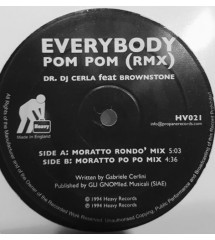 EVERYBODY
POM POM (RMX)
DR. DJ CERLA feat BROWNSTONE
Heavy
Made in England
HV021
SIDE A: MORATTO RONDO' MIX 5:03
SIDE B: MORATTO PO PO MIX 4:36
Written by Gabriele Cerlini
Published by GLI GNOMIed. Musicali (SIAE)
℗ 1994 Heavy Records
© 1994 Heavy Records